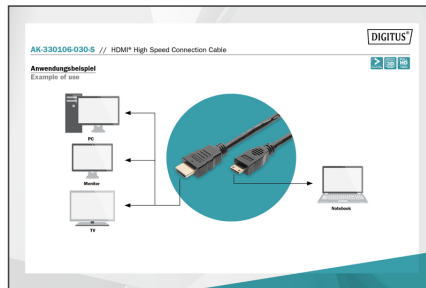 DIGITUS®
AK-330106-030-S // HDMI® High Speed Connection Cable
Anwendungsbeispiel
Example of use
PC
Monitor
TV
Notebook